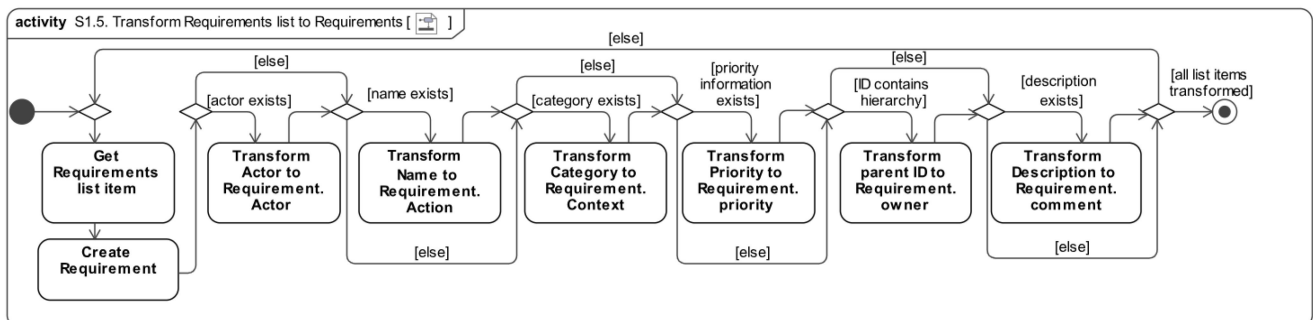 activity S1.5. Transform Requirements list to Requirements [ ]
[else]
[else]
[else]
[priority
information
exists]
[else]
[ID contains
hierarchy]
[description
exists]
[all list items
transformed]
[actor exists]
[name exists]
[category exists]
Get
Requirements
list item
Transform
Actor to
Requirement.
Actor
Transform
Name to
Requirement.
Action
Transform
Category to
Requirement.
Context
Transform
Priority to
Requirement.
priority
Transform
parent ID to
Requirement.
owner
Transform
Description to
Requirement.
comment
Create
Requirement
[else]
[else]
[else]